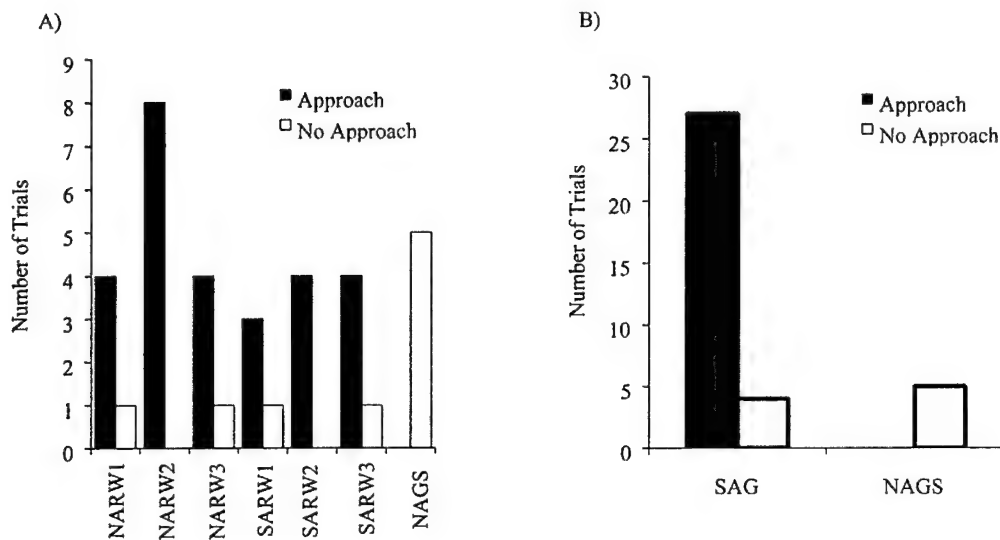 A)
Number of Trials
9
8
7
6
5
4
3
2
1
0
Approach
No Approach
NARW1
NARW2
NARW3
SARW1
SARW2
SARW3
NAGS
B)
Number of Trials
30
25
20
15
10
5
0
Approach
No Approach
SAG
NAGS